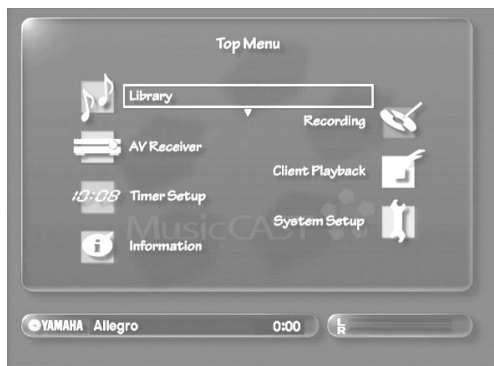 Top Menu
Library
Recording
AV Receiver
Client Playback
10:08 Timer Setup
System Setup
MusicCAST
i Information
YAMAHA Allegro 0:00 L
R